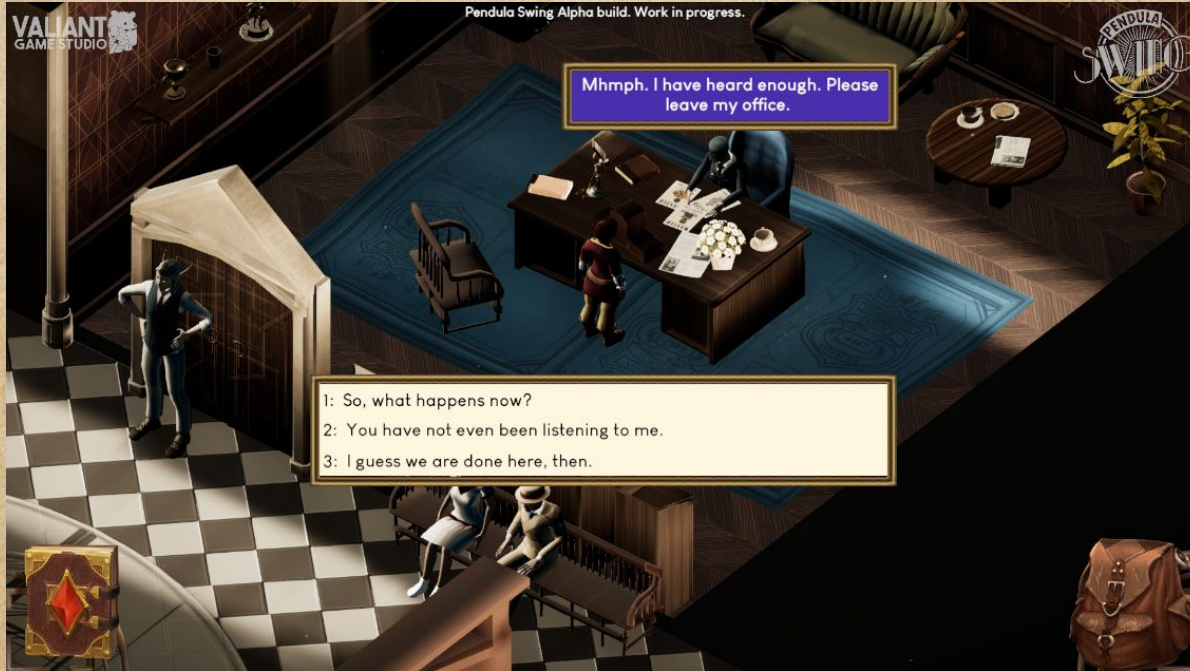 VALIANT
GAME STUDIO
Pendula Swing Alpha build. Work in progress.
PENDULA
SWING
Mhmph. I have heard enough. Please
leave my office.
1: So, what happens now?
2: You have not even been listening to me.
3: I guess we are done here, then.